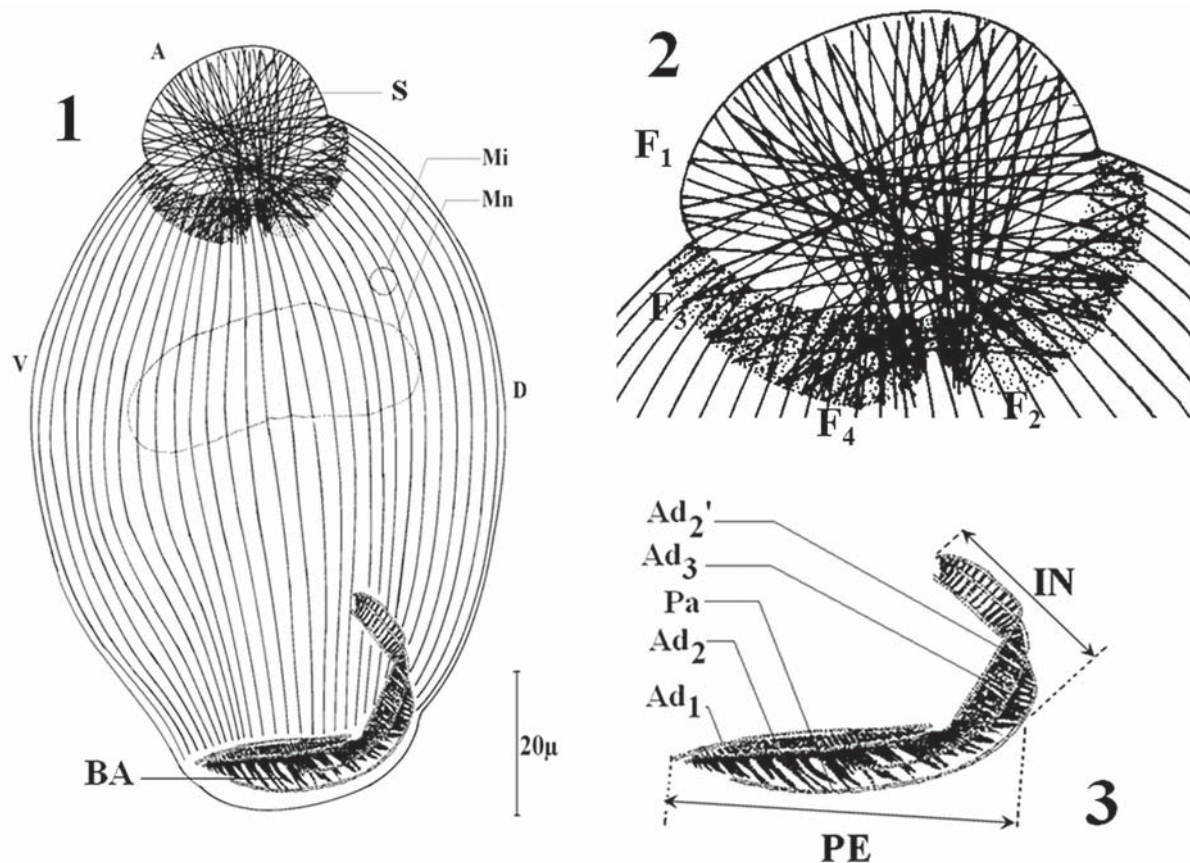 1
A
S
Mi
Mn
V
D
BA
20µ
2
F₁
F₃
F₄
F₂
Ad₂'
Ad₃
Pa
Ad₂
Ad₁
IN
PE
3